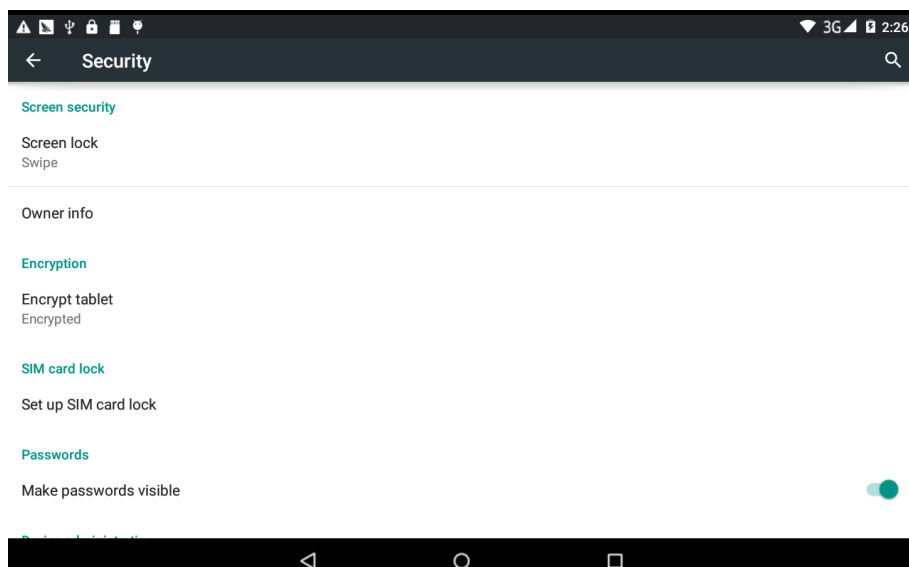 3G 2:26
Security
Screen security
Screen lock
Swipe
Owner info
Encryption
Encrypt tablet
Encrypted
SIM card lock
Set up SIM card lock
Passwords
Make passwords visible